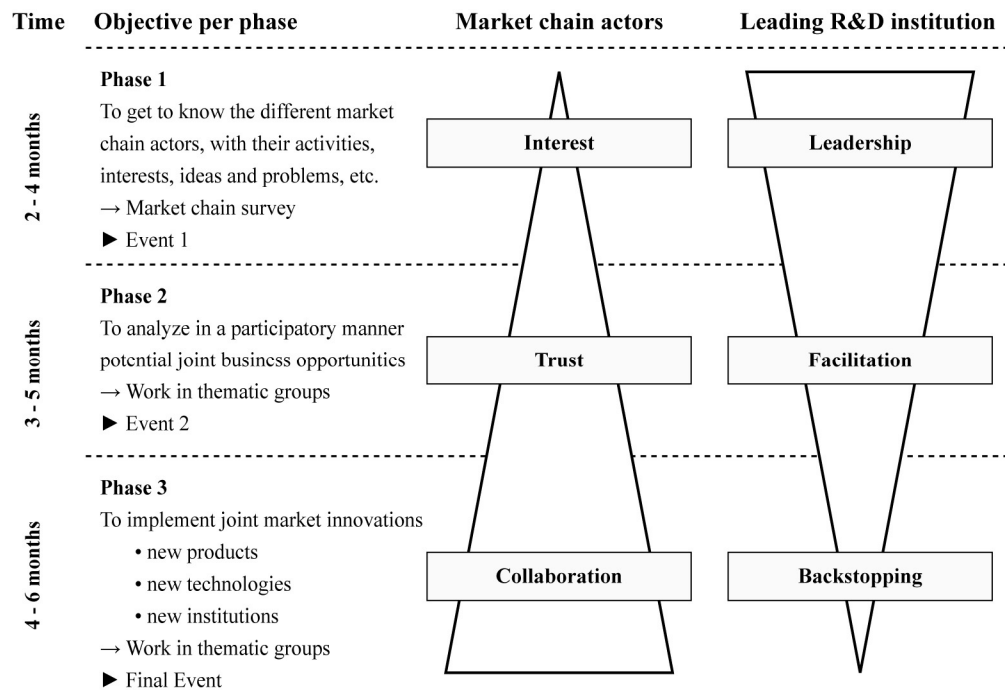 Time Objective per phase Market chain actors Leading R&D institution
2 - 4 months
Phase 1
To get to know the different market
chain actors, with their activities,
interests, ideas and problems, etc.
→ Market chain survey
► Event 1
Interest
Leadership
3 - 5 months
Phase 2
To analyze in a participatory manner
potential joint business opportunities
→ Work in thematic groups
► Event 2
Trust
Facilitation
4 - 6 months
Phase 3
To implement joint market innovations
• new products
• new technologies
• new institutions
→ Work in thematic groups
► Final Event
Collaboration
Backstopping